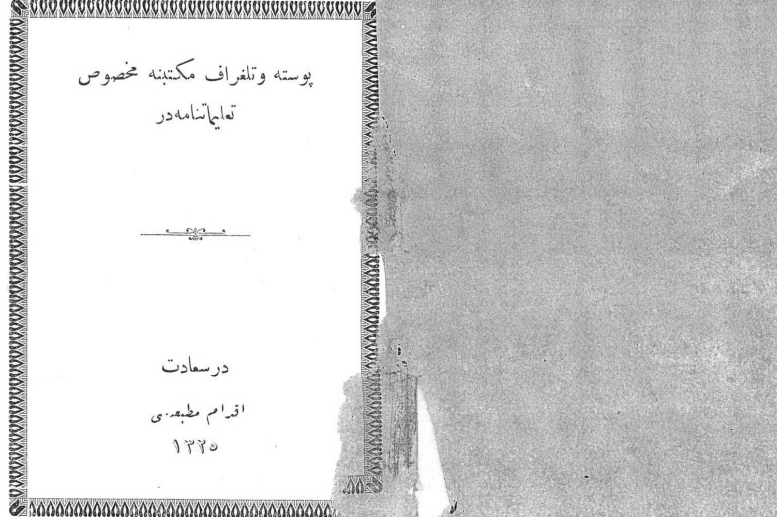 پوسته وتلغراف مكتبنه مخصوص
تعليماتنامه‌در
درسعادت
اقدام مطبعه‌سی
١٣٢٥